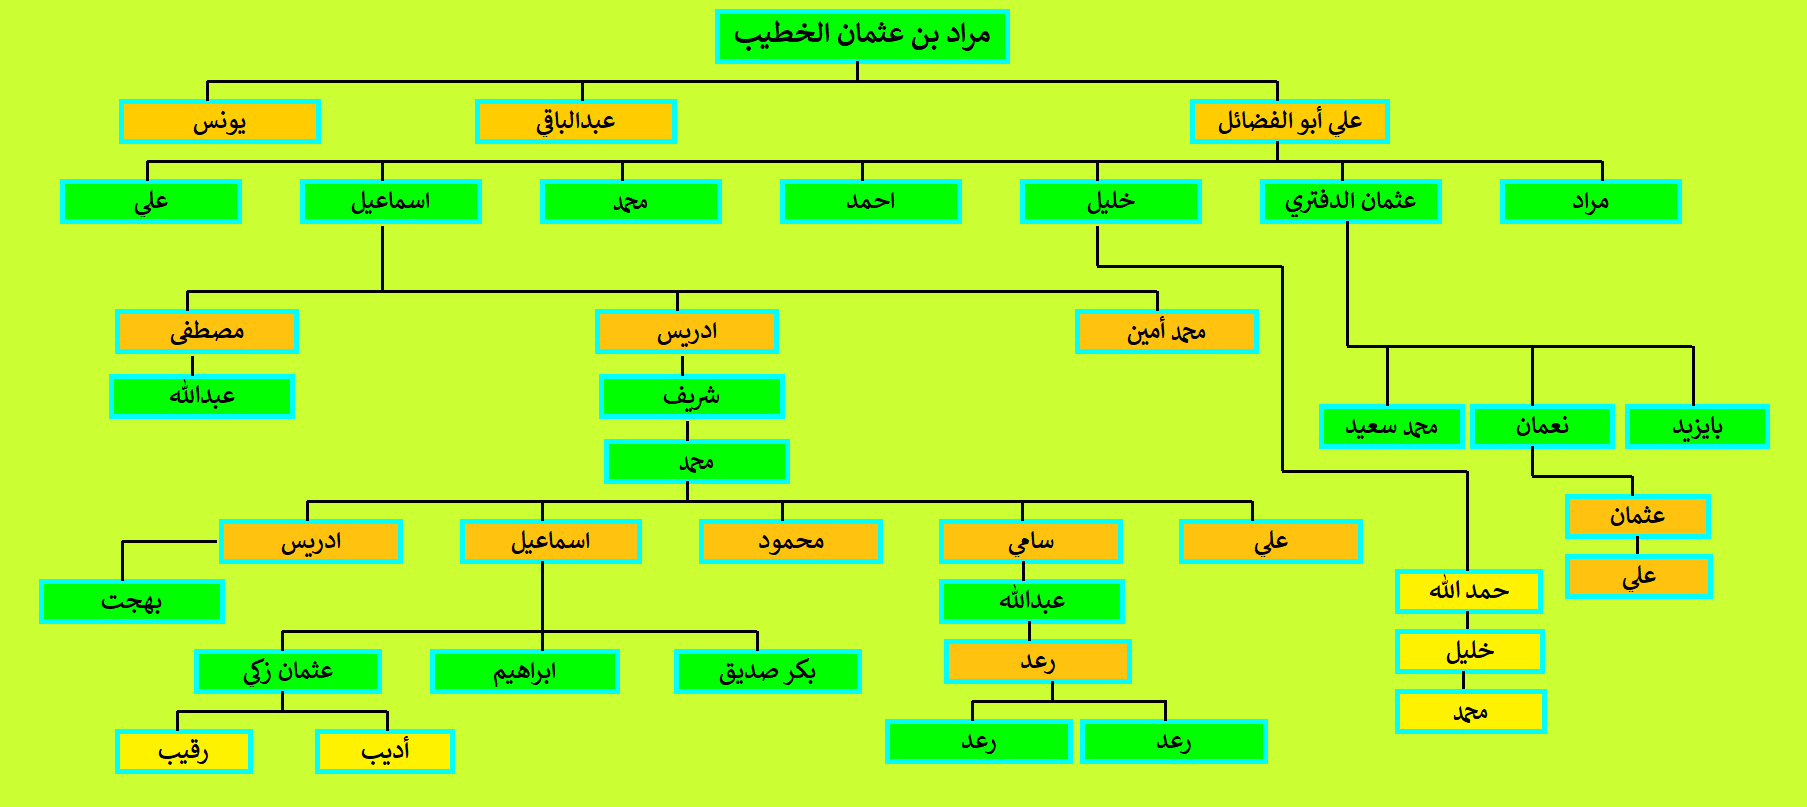 مراد بن عثمان الخطيب
علي أبو الفضائل
عبدالباقي
يونس
مراد
عثمان الدفتري
خليل
احمد
محمد
اسماعيل
علي
محمد أمين
ادريس
مصطفى
عبدالله
شريف
بايزيد
نعمان
محمد سعيد
محمد
عثمان
علي
سامي
محمود
اسماعيل
ادريس
علي
حمد الله
عبدالله
بهجت
خليل
رعد
بكر صديق
ابراهيم
عثمان زكي
محمد
رعد
رعد
أديب
رقيب